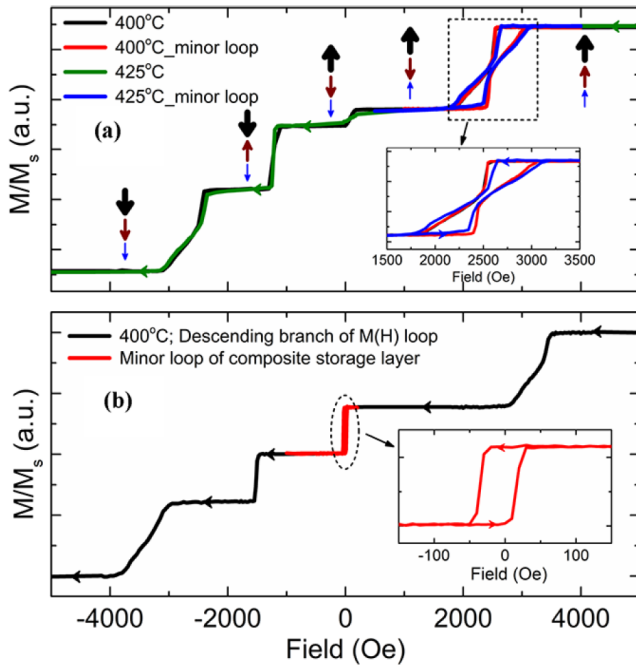 400°C
400°C_minor loop
425°C
425°C_minor loop
(a)
M/Ms (a.u.)
1500 2000 2500 3000 3500
Field (Oe)
400°C; Descending branch of M(H) loop
Minor loop of composite storage layer
(b)
M/Ms (a.u.)
-100 0 100
Field (Oe)
-4000 -2000 0 2000 4000
Field (Oe)